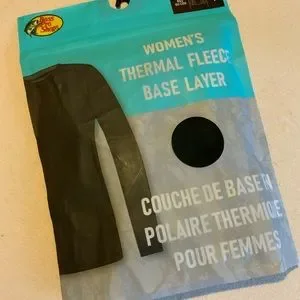 Bass Pro
Shops
WOMEN'S
THERMAL FLEECE
BASE LAYER
COUCHE DE BASE EN
POLAIRE THERMIQUE
POUR FEMMES